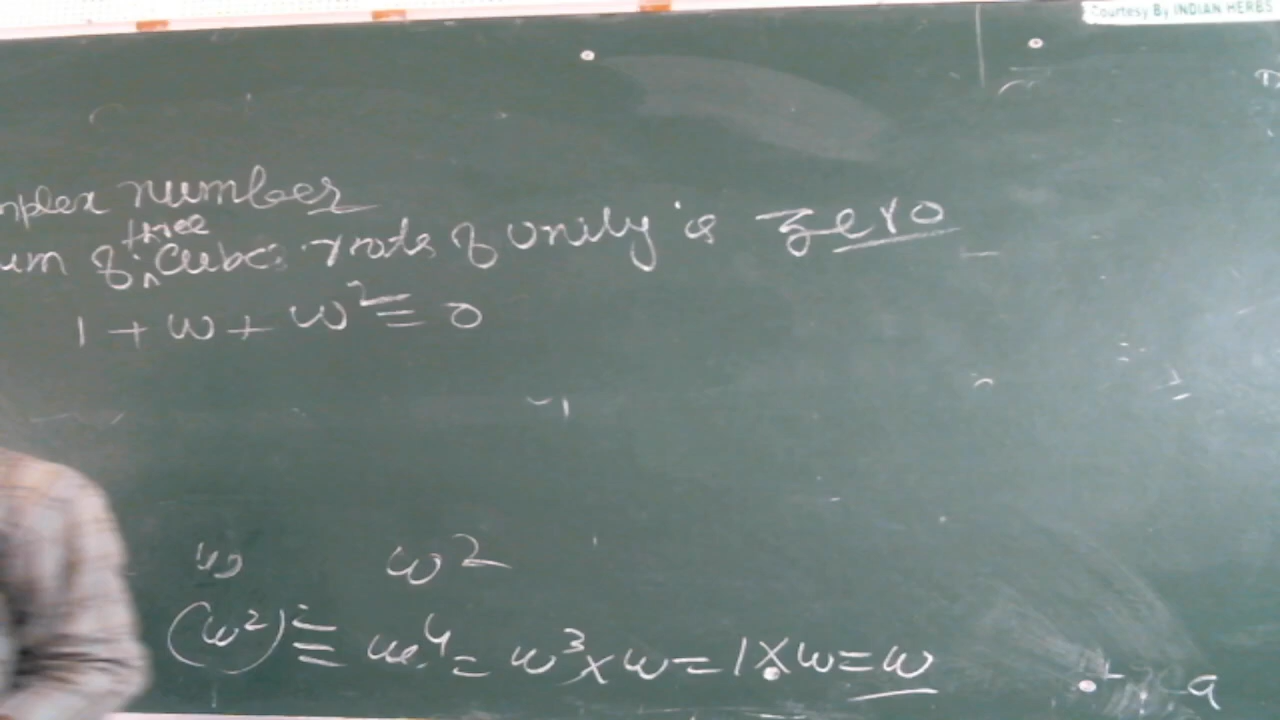 Courtesy By INDIAN HERBS
mplex number
three
um of ^ cube roots of unity is zero
1 + ω + ω² = 0
ω ω²
(ω²)² = ω⁴ = ω³ × ω = 1 × ω = ω